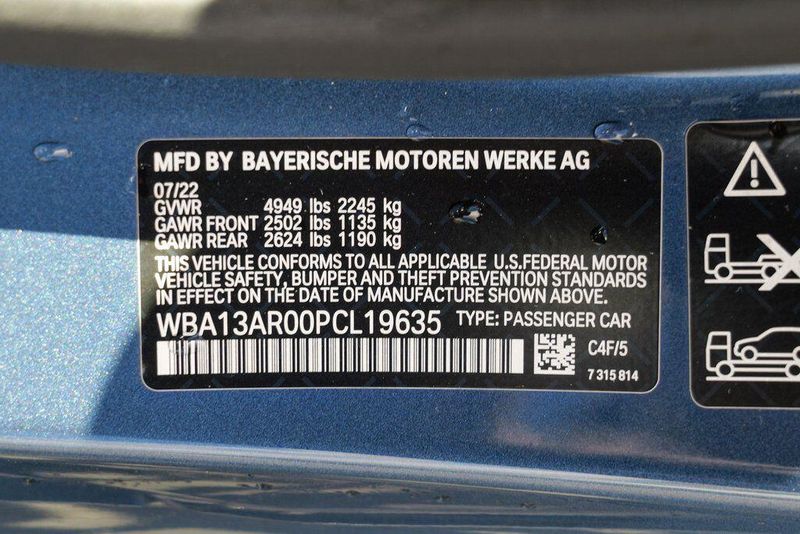 MFD BY BAYERISCHE MOTOREN WERKE AG
07/22
GVWR 4949 lbs 2245 kg
GAWR FRONT 2502 lbs 1135 kg
GAWR REAR 2624 lbs 1190 kg
THIS VEHICLE CONFORMS TO ALL APPLICABLE U.S.FEDERAL MOTOR
VEHICLE SAFETY, BUMPER AND THEFT PREVENTION STANDARDS
IN EFFECT ON THE DATE OF MANUFACTURE SHOWN ABOVE.
WBA13AR00PCL19635 TYPE: PASSENGER CAR
C4F/5
7 315 814